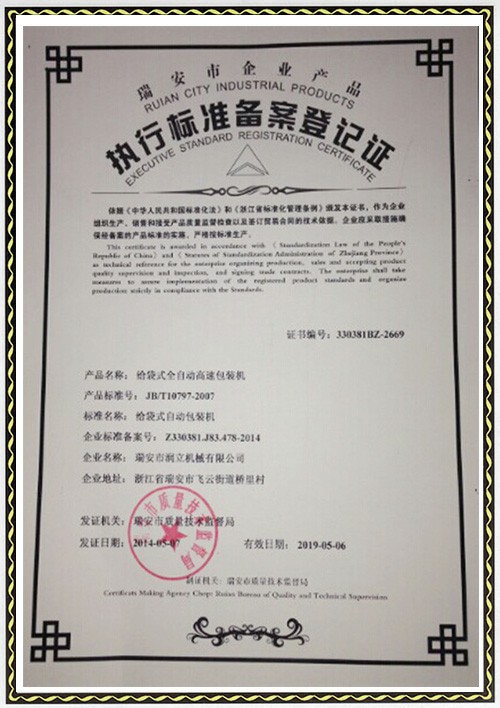 瑞安市企业产品
RUIAN CITY INDUSTRIAL PRODUCTS
执行标准备案登记证
EXECUTIVE STANDARD REGISTRATION CERTIFICATE
依据《中华人民共和国标准化法》和《浙江省标准化管理条例》颁发本证书，作为企业
组织生产、销售和接受产品质量监督检查以及签订贸易合同的技术依据。企业应采取措施确
保经备案的产品标准的实施，严格按标准生产。
This certificate is awarded in accordance with 《 Standardization Law of the People's
Republic of China》 and 《 Statutes of Standardization Administration of Zhejiang Province》
as technical reference for the enterprise organizing production, sales and accepting product
quality supervision and inspection, and signing trade contracts. The enterprise shall take
measures to assure implementation of the registered product standards and organize
production strictly in compliance with the Standards.
证书编号：330381BZ-2669
产品名称：给袋式全自动高速包装机
产品标准号：JB/T10797-2007
标准名称：给袋式自动包装机
企业标准备案号：Z330381.J83.478-2014
企业名称：瑞安市润立机械有限公司
企业地址：浙江省瑞安市飞云街道桥里村
发证机关：瑞安市质量技术监督局
发证日期：2014-05-07 有效日期：2019-05-06
市质量技术监督局
制证机关：瑞安市质量技术监督局
Certificate Making Agency Chop: Ruian Bureau of Quality and Technical Supervision